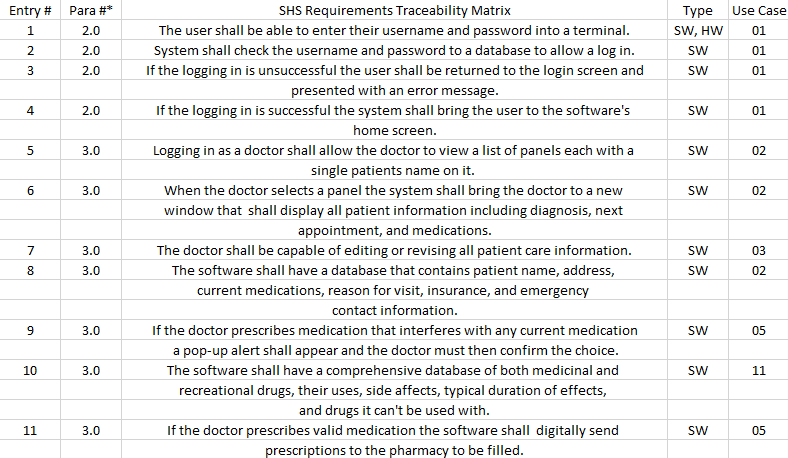 Entry # Para #* SHS Requirements Traceability Matrix Type Use Case
1 2.0 The user shall be able to enter their username and password into a terminal. SW, HW 01
2 2.0 System shall check the username and password to a database to allow a log in. SW 01
3 2.0 If the logging in is unsuccessful the user shall be returned to the login screen and SW 01
presented with an error message.
4 2.0 If the logging in is successful the system shall bring the user to the software's SW 01
home screen.
5 3.0 Logging in as a doctor shall allow the doctor to view a list of panels each with a SW 02
single patients name on it.
6 3.0 When the doctor selects a panel the system shall bring the doctor to a new SW 02
window that shall display all patient information including diagnosis, next
appointment, and medications.
7 3.0 The doctor shall be capable of editing or revising all patient care information. SW 03
8 3.0 The software shall have a database that contains patient name, address, SW 02
current medications, reason for visit, insurance, and emergency
contact information.
9 3.0 If the doctor prescribes medication that interferes with any current medication SW 05
a pop-up alert shall appear and the doctor must then confirm the choice.
10 3.0 The software shall have a comprehensive database of both medicinal and SW 11
recreational drugs, their uses, side affects, typical duration of effects,
and drugs it can't be used with.
11 3.0 If the doctor prescribes valid medication the software shall digitally send SW 05
prescriptions to the pharmacy to be filled.